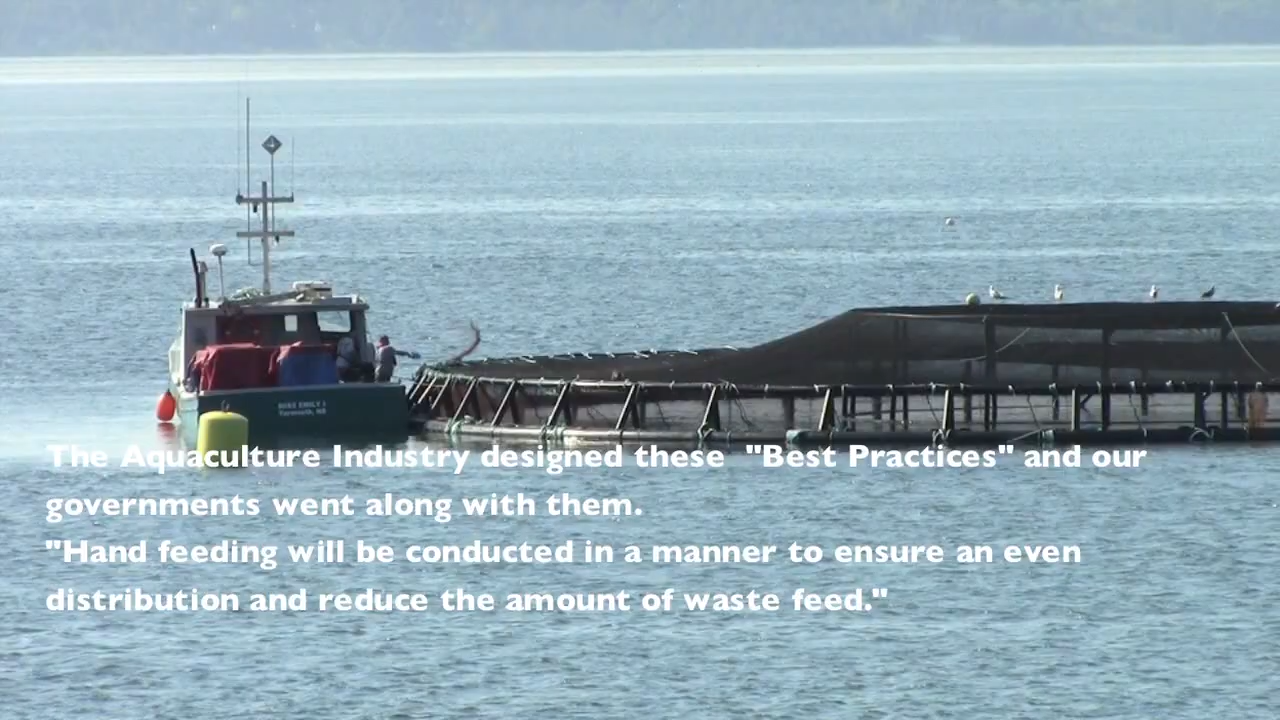 EMILY I
The Aquaculture Industry designed these "Best Practices" and our
governments went along with them.
"Hand feeding will be conducted in a manner to ensure an even
distribution and reduce the amount of waste feed."